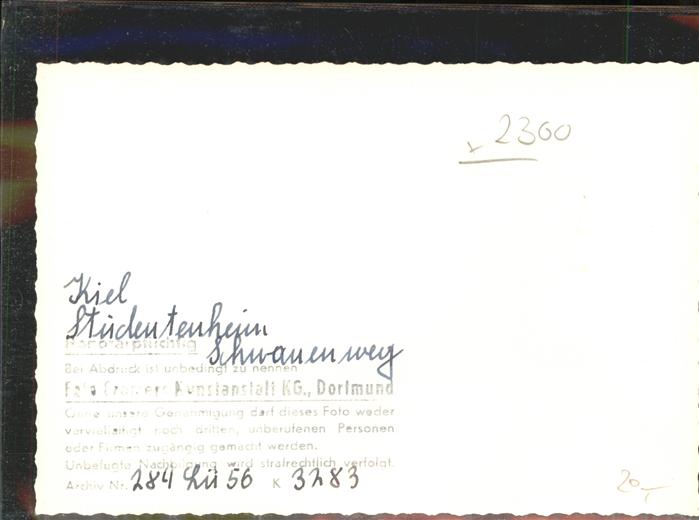 x 2300
Kiel
Studentenheim
Honorarpflichtig
Schwanenweg
Bei Abdruck ist unbedingt zu nennen
Foto Cramers Kunstanstalt KG., Dortmund
Ohne unsere Genehmigung darf dieses Foto weder
vervielfältigt noch dritten, unberufenen Personen
oder Firmen zugängig gemacht werden.
Unbefugte Nachbildung wird strafrechtlich verfolgt.
Archiv Nr. 284 Lü 56 K 3283
20,-